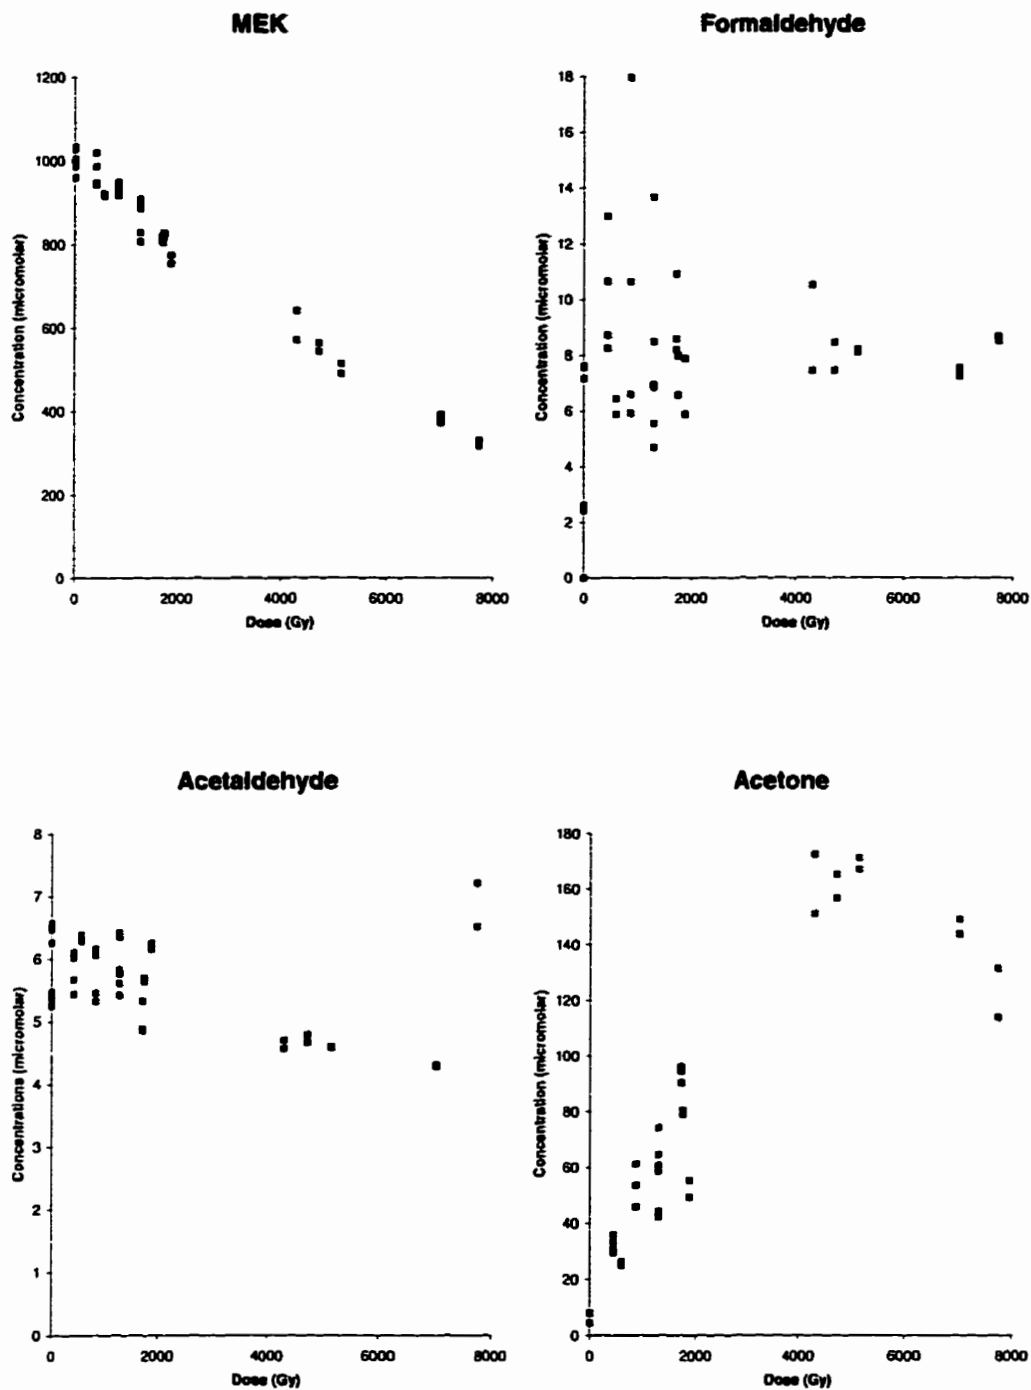 MEK
Formaldehyde
1200
1000
800
600
400
200
0
Concentration (micromolar)
0 2000 4000 6000 8000
Dose (Gy)
18
16
14
12
10
8
6
4
2
0
Concentration (micromolar)
0 2000 4000 6000 8000
Dose (Gy)
Acetaldehyde
Acetone
8
7
6
5
4
3
2
1
0
Concentrations (micromolar)
0 2000 4000 6000 8000
Dose (Gy)
180
160
140
120
100
80
60
40
20
0
Concentration (micromolar)
0 2000 4000 6000 8000
Dose (Gy)